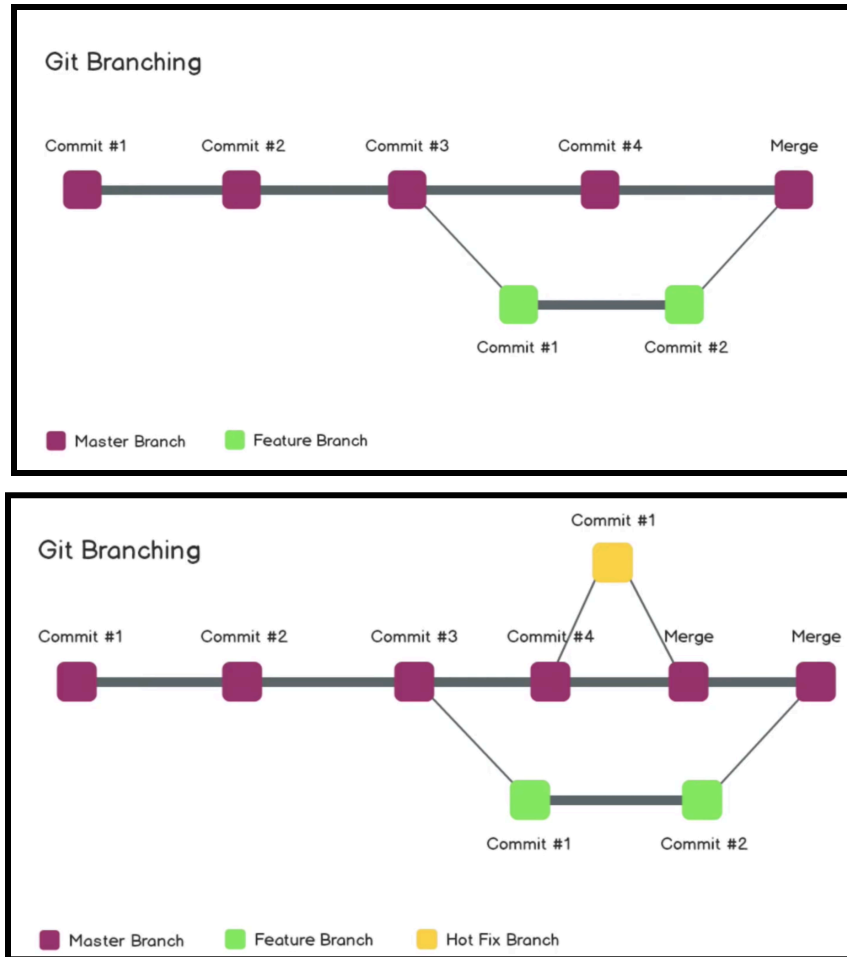 Git Branching
Commit #1 Commit #2 Commit #3 Commit #4 Merge
Commit #1 Commit #2
Master Branch Feature Branch
Commit #1
Git Branching
Commit #1 Commit #2 Commit #3 Commit #4 Merge Merge
Commit #1 Commit #2
Master Branch Feature Branch Hot Fix Branch